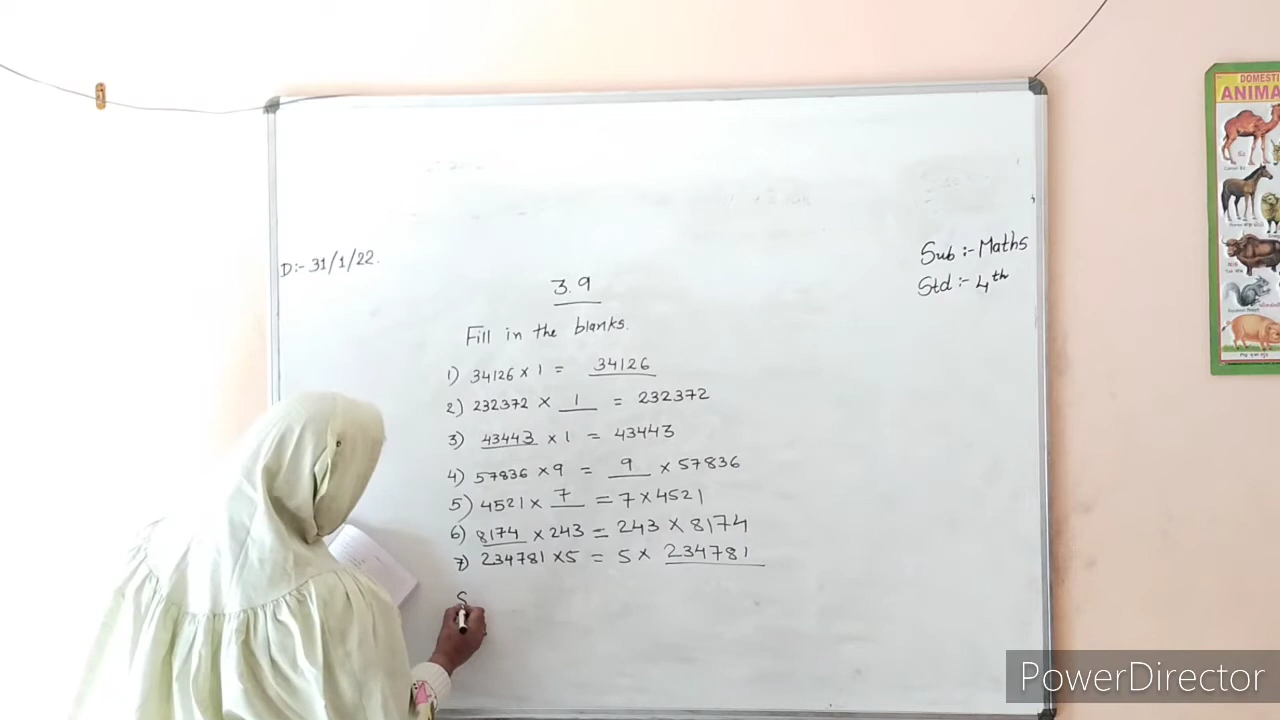 D:- 31/1/22.
Sub :- Maths
Std :- 4th
3.9
Fill in the blanks.
1) 34126 × 1 = 34126
2) 232372 × 1 = 232372
3) 43443 × 1 = 43443
4) 57836 × 9 = 9 × 57836
5) 4521 × 7 = 7 × 4521
6) 8174 × 243 = 243 × 8174
7) 234781 × 5 = 5 × 234781
DOMESTI
ANIMA
PowerDirector